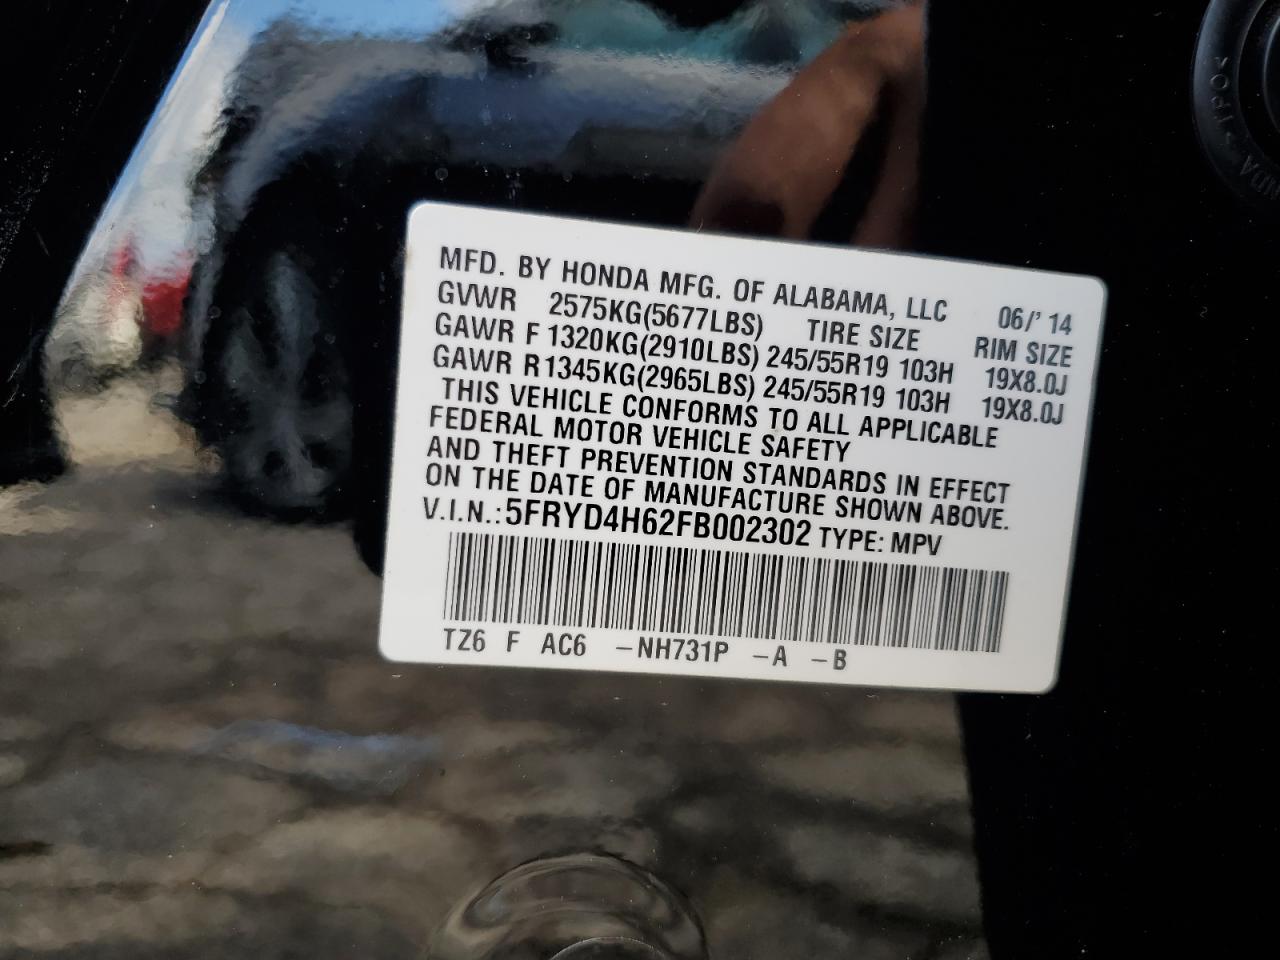 MFD. BY HONDA MFG. OF ALABAMA, LLC 06/' 14
GVWR 2575KG(5677LBS) TIRE SIZE RIM SIZE
GAWR F 1320KG(2910LBS) 245/55R19 103H 19X8.0J
GAWR R 1345KG(2965LBS) 245/55R19 103H 19X8.0J
THIS VEHICLE CONFORMS TO ALL APPLICABLE
FEDERAL MOTOR VEHICLE SAFETY
AND THEFT PREVENTION STANDARDS IN EFFECT
ON THE DATE OF MANUFACTURE SHOWN ABOVE.
V.I.N.: 5FRYD4H62FB002302 TYPE: MPV
TZ6 F AC6 -NH731P -A -B